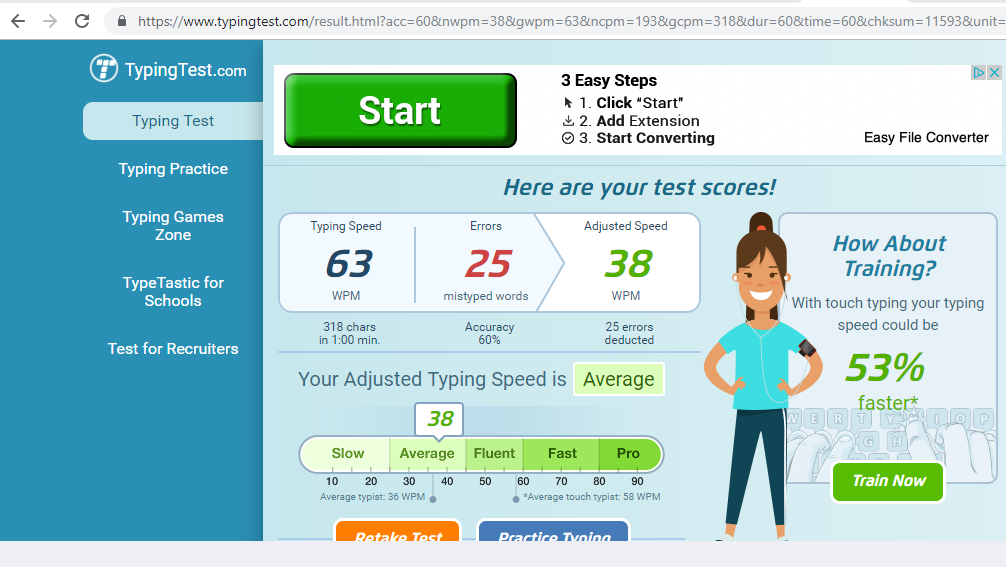 https://www.typingtest.com/result.html?acc=60&nwpm=38&gwpm=63&ncpm=193&gcpm=318&dur=60&time=60&chksum=11593&unit=
TypingTest.com
Typing Test
Typing Practice
Typing Games
Zone
TypeTastic for
Schools
Test for Recruiters
Start
3 Easy Steps
1. Click “Start”
2. Add Extension
3. Start Converting
Easy File Converter
Here are your test scores!
Typing Speed
63
WPM
Errors
25
mistyped words
Adjusted Speed
38
WPM
318 chars
in 1:00 min.
Accuracy
60%
25 errors
deducted
Your Adjusted Typing Speed is Average
38
Slow Average Fluent Fast Pro
10 20 30 40 50 60 70 80 90
Average typist: 36 WPM
*Average touch typist: 58 WPM
Retake Test
Practice Typing
How About
Training?
With touch typing your typing
speed could be
53%
faster*
W E R T Y I O P
G H
Train Now